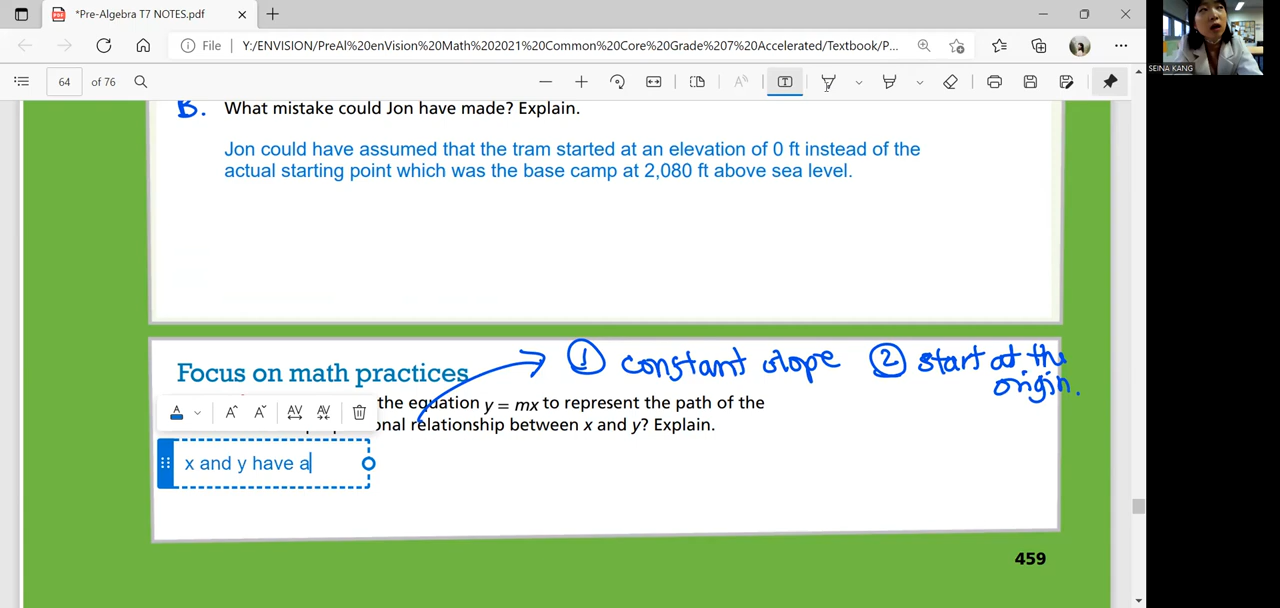 *Pre-Algebra T7 NOTES.pdf
File
Y:/ENVISION/PreAl%20enVision%20Math%202021%20Common%20Core%20Grade%207%20Accelerated/Textbook/P...
64 of 76
SEINA KANG
B. What mistake could Jon have made? Explain.
Jon could have assumed that the tram started at an elevation of 0 ft instead of the
actual starting point which was the base camp at 2,080 ft above sea level.
① constant slope ② start at the
origin.
Focus on math practices
the equation y = mx to represent the path of the
onal relationship between x and y? Explain.
x and y have a
459